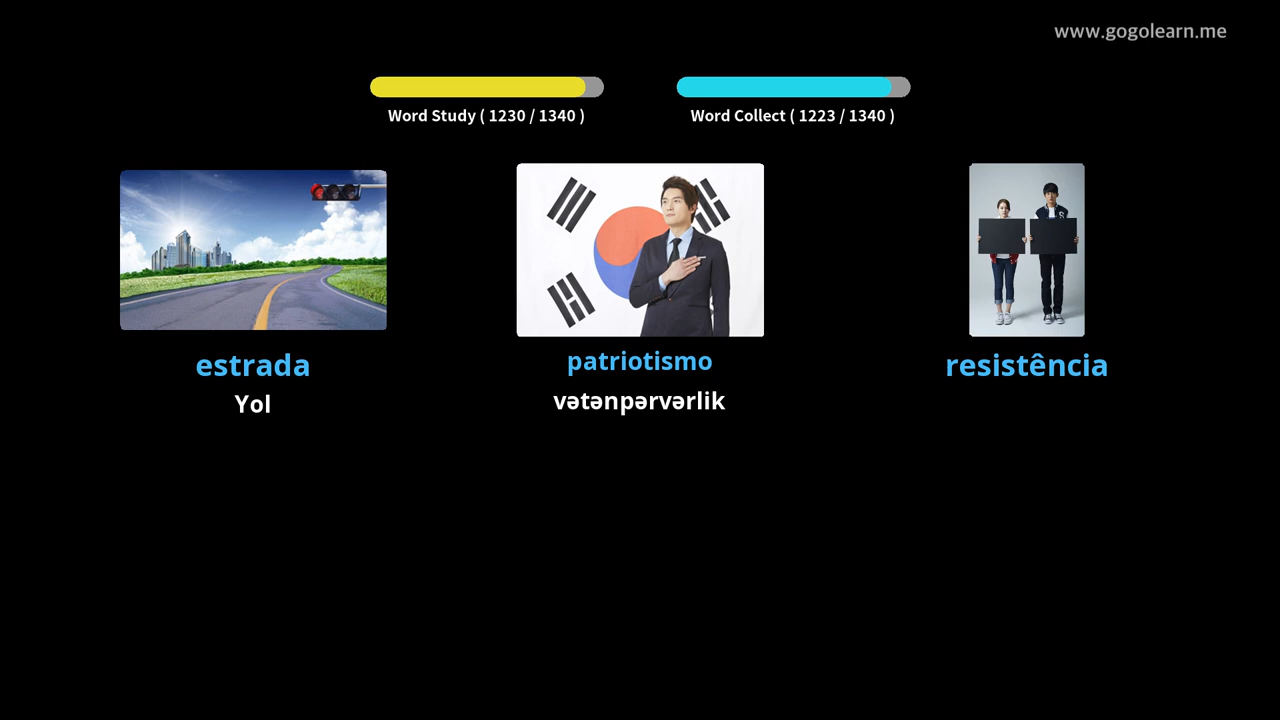 www.gogolearn.me
Word Study ( 1230 / 1340 )
Word Collect ( 1223 / 1340 )
estrada
Yol
patriotismo
vətənpərvərlik
resistência